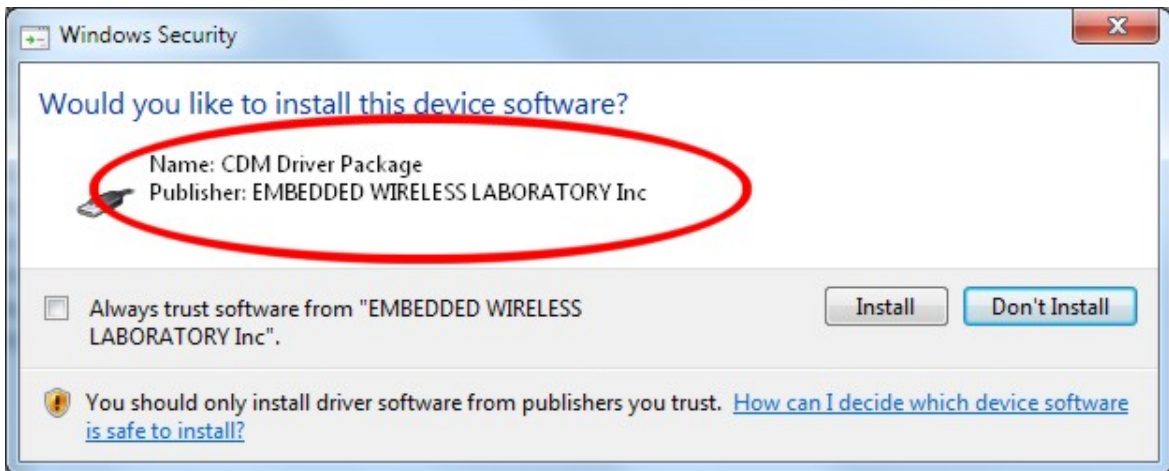 Windows Security
Would you like to install this device software?
Name: CDM Driver Package
Publisher: EMBEDDED WIRELESS LABORATORY Inc
Always trust software from "EMBEDDED WIRELESS
LABORATORY Inc".
Install
Don't Install
You should only install driver software from publishers you trust. How can I decide which device software
is safe to install?